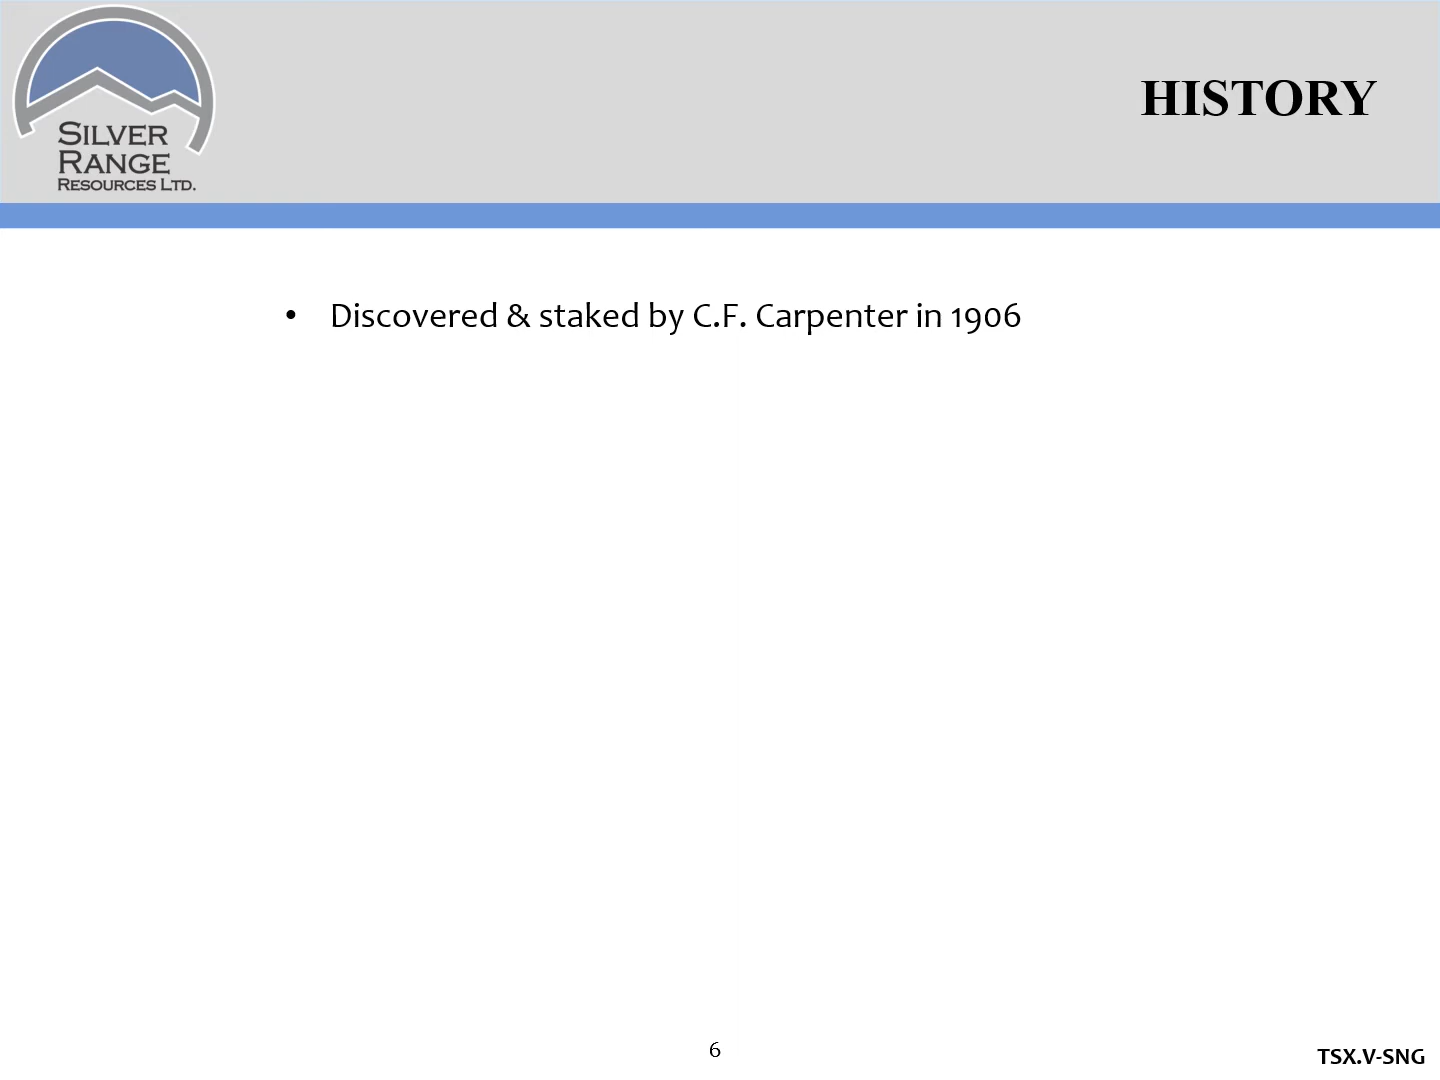 SILVER
RANGE
RESOURCES LTD.
HISTORY
• Discovered & staked by C.F. Carpenter in 1906
6
TSX.V-SNG